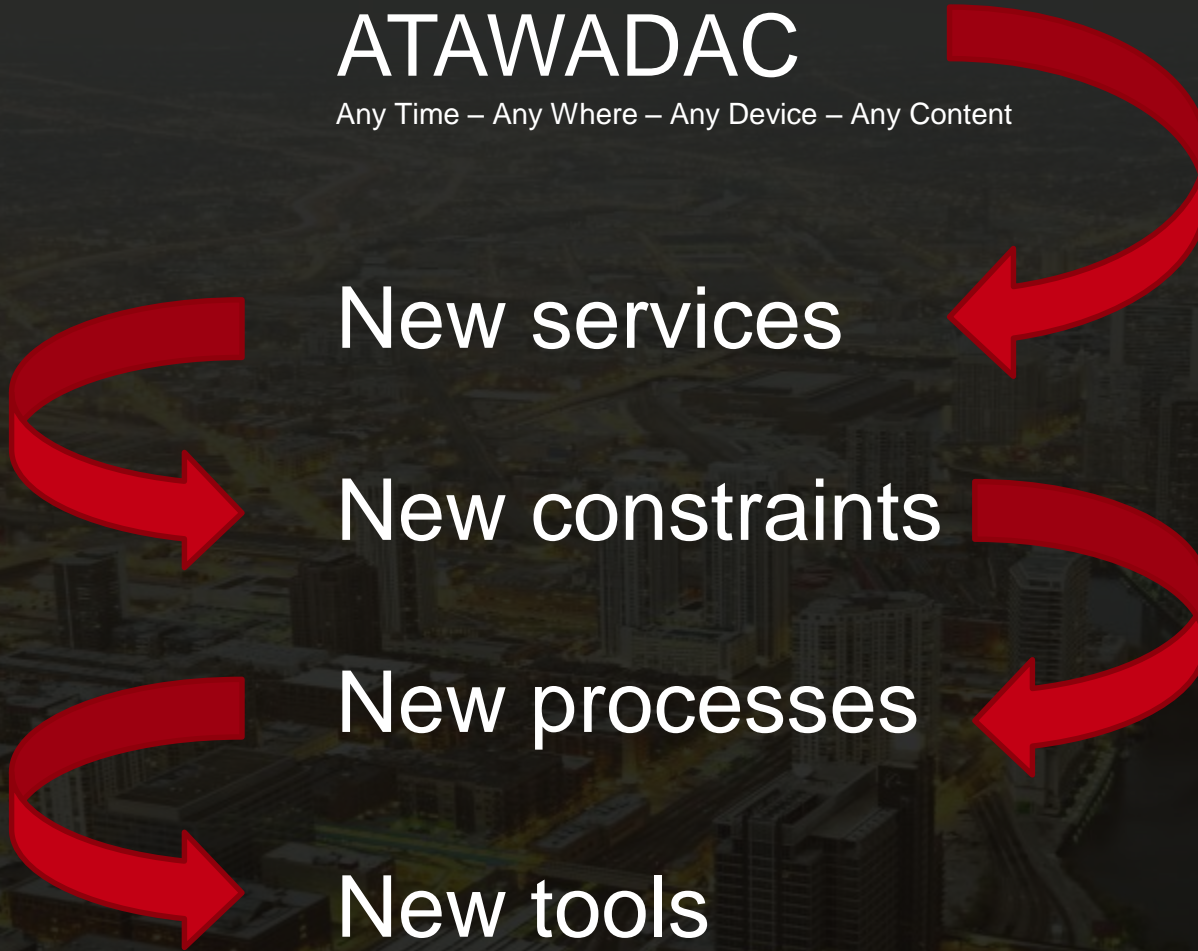 ATAWADAC
Any Time – Any Where – Any Device – Any Content
New services
New constraints
New processes
New tools